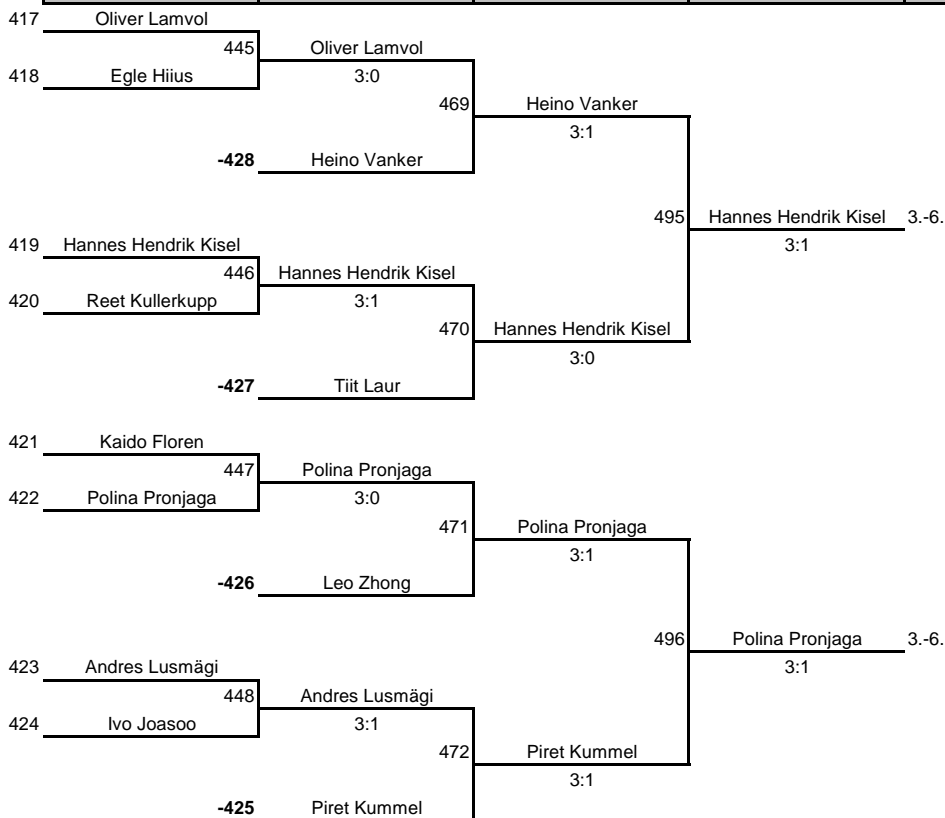 417 Oliver Lamvol
445 Oliver Lamvol
418 Egle Hiius 3:0
469 Heino Vanker
3:1
-428 Heino Vanker
495 Hannes Hendrik Kisel 3.-6.
419 Hannes Hendrik Kisel 3:1
446 Hannes Hendrik Kisel
420 Reet Kullerkupp 3:1
470 Hannes Hendrik Kisel
3:0
-427 Tiit Laur
421 Kaido Floren
447 Polina Pronjaga
422 Polina Pronjaga 3:0
471 Polina Pronjaga
3:1
-426 Leo Zhong
496 Polina Pronjaga 3.-6.
423 Andres Lusmägi 3:1
448 Andres Lusmägi
424 Ivo Joasoo 3:1
472 Piret Kummel
3:1
-425 Piret Kummel